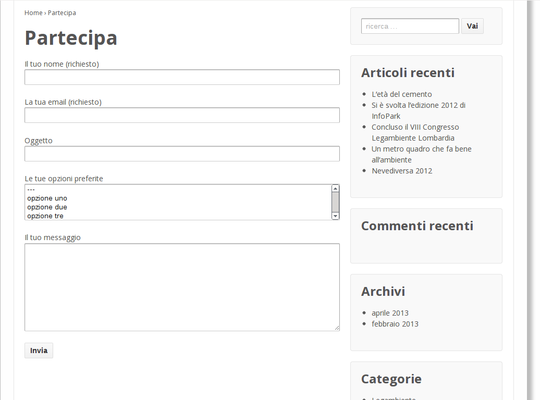 Home › Partecipa
Partecipa
Il tuo nome (richiesto)
La tua email (richiesto)
Oggetto
Le tue opzioni preferite
---
opzione uno
opzione due
opzione tre
Il tuo messaggio
Invia
ricerca ...
Vai
Articoli recenti
L'età del cemento
Si è svolta l'edizione 2012 di
InfoPark
Concluso il VIII Congresso
Legambiente Lombardia
Un metro quadro che fa bene
all'ambiente
Nevediversa 2012
Commenti recenti
Archivi
aprile 2013
febbraio 2013
Categorie
Legambiente